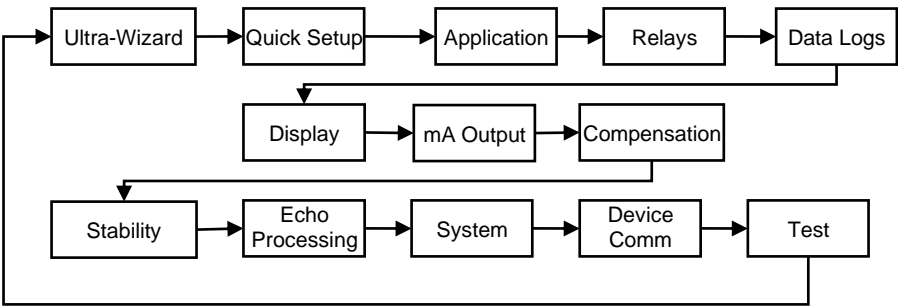 Ultra-Wizard
Quick Setup
Application
Relays
Data Logs
Display
mA Output
Compensation
Stability
Echo
Processing
System
Device
Comm
Test